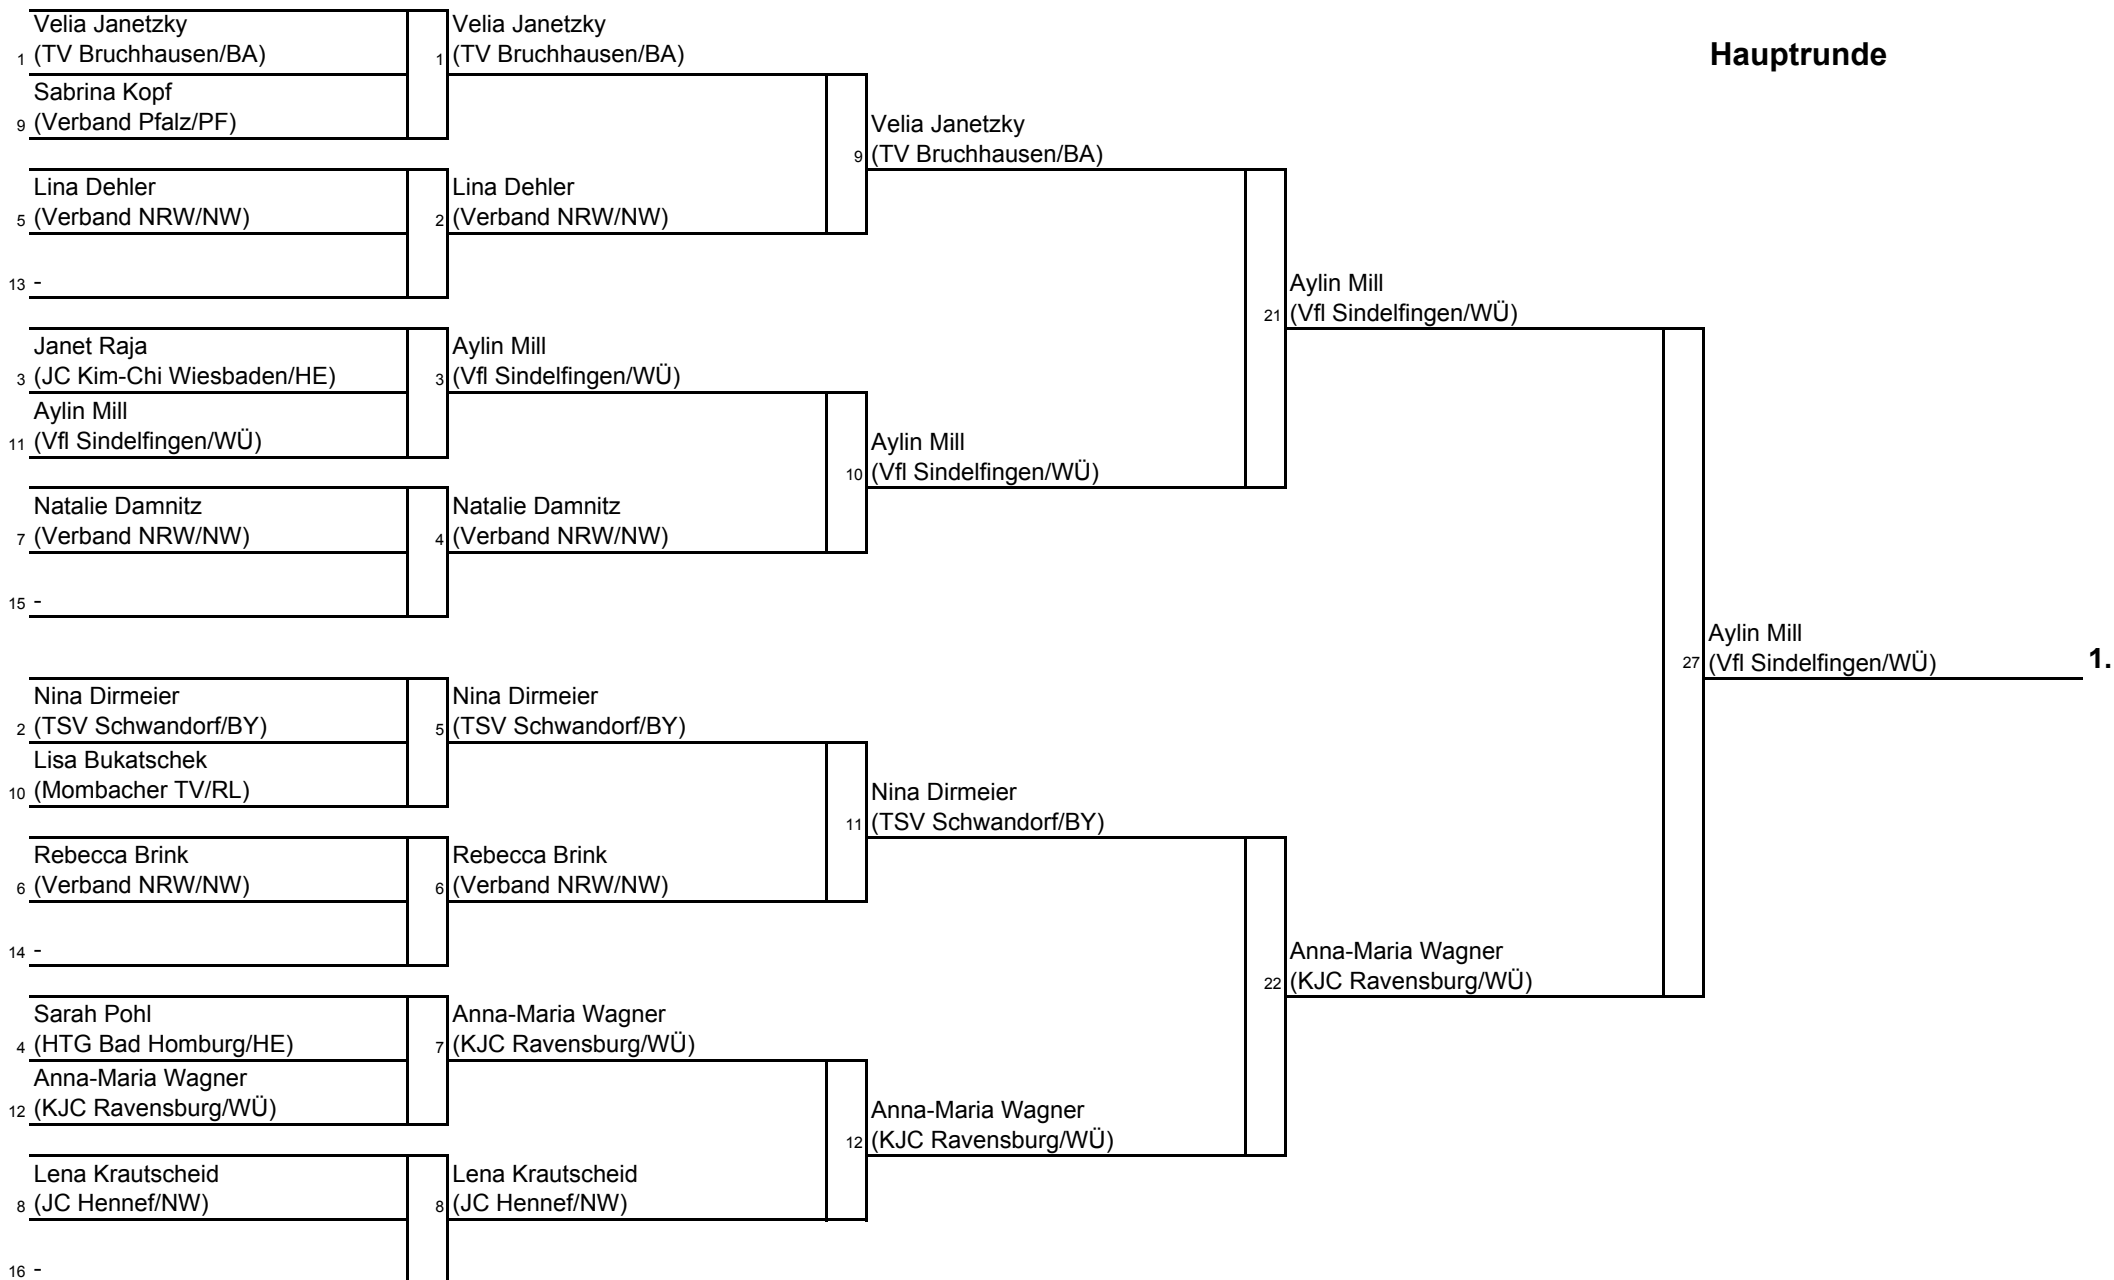 Hauptrunde
Velia Janetzky
1 (TV Bruchhausen/BA)
Sabrina Kopf
9 (Verband Pfalz/PF)
Lina Dehler
5 (Verband NRW/NW)
13 -
Janet Raja
3 (JC Kim-Chi Wiesbaden/HE)
Aylin Mill
11 (Vfl Sindelfingen/WÜ)
Natalie Damnitz
7 (Verband NRW/NW)
15 -
Nina Dirmeier
2 (TSV Schwandorf/BY)
Lisa Bukatschek
10 (Mombacher TV/RL)
Rebecca Brink
6 (Verband NRW/NW)
14 -
Sarah Pohl
4 (HTG Bad Homburg/HE)
Anna-Maria Wagner
12 (KJC Ravensburg/WÜ)
Lena Krautscheid
8 (JC Hennef/NW)
16 -
Velia Janetzky
1 (TV Bruchhausen/BA)
Lina Dehler
2 (Verband NRW/NW)
Aylin Mill
3 (Vfl Sindelfingen/WÜ)
Natalie Damnitz
4 (Verband NRW/NW)
Nina Dirmeier
5 (TSV Schwandorf/BY)
Rebecca Brink
6 (Verband NRW/NW)
Anna-Maria Wagner
7 (KJC Ravensburg/WÜ)
Lena Krautscheid
8 (JC Hennef/NW)
Velia Janetzky
9 (TV Bruchhausen/BA)
Aylin Mill
10 (Vfl Sindelfingen/WÜ)
Nina Dirmeier
11 (TSV Schwandorf/BY)
Anna-Maria Wagner
12 (KJC Ravensburg/WÜ)
Aylin Mill
21 (Vfl Sindelfingen/WÜ)
Anna-Maria Wagner
22 (KJC Ravensburg/WÜ)
Aylin Mill
27 (Vfl Sindelfingen/WÜ) 1.